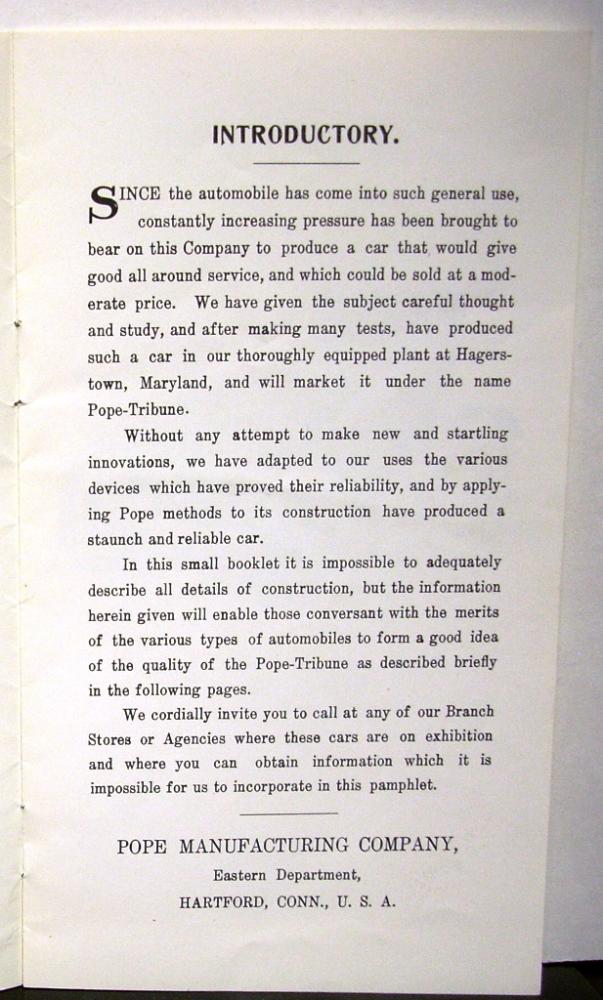 INTRODUCTORY.
SINCE the automobile has come into such general use,
constantly increasing pressure has been brought to
bear on this Company to produce a car that would give
good all around service, and which could be sold at a mod-
erate price. We have given the subject careful thought
and study, and after making many tests, have produced
such a car in our thoroughly equipped plant at Hagers-
town, Maryland, and will market it under the name
Pope-Tribune.
Without any attempt to make new and startling
innovations, we have adapted to our uses the various
devices which have proved their reliability, and by apply-
ing Pope methods to its construction have produced a
staunch and reliable car.
In this small booklet it is impossible to adequately
describe all details of construction, but the information
herein given will enable those conversant with the merits
of the various types of automobiles to form a good idea
of the quality of the Pope-Tribune as described briefly
in the following pages.
We cordially invite you to call at any of our Branch
Stores or Agencies where these cars are on exhibition
and where you can obtain information which it is
impossible for us to incorporate in this pamphlet.
POPE MANUFACTURING COMPANY,
Eastern Department,
HARTFORD, CONN., U. S. A.